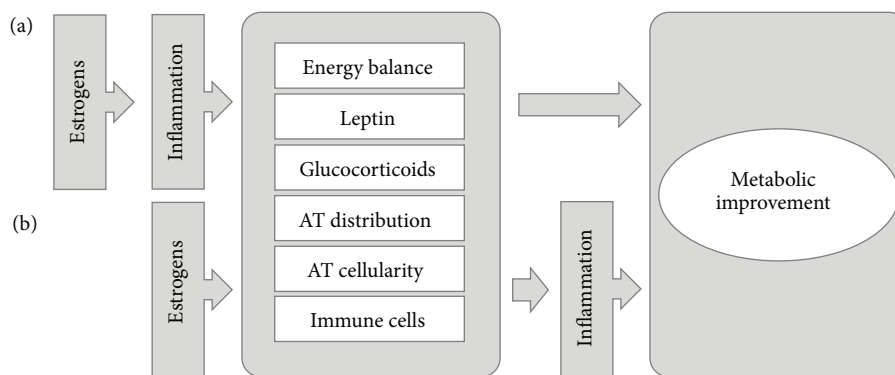 (a)
Estrogens
Inflammation
Energy balance
Leptin
Glucocorticoids
AT distribution
AT cellularity
Immune cells
Metabolic
improvement
(b)
Estrogens
Inflammation